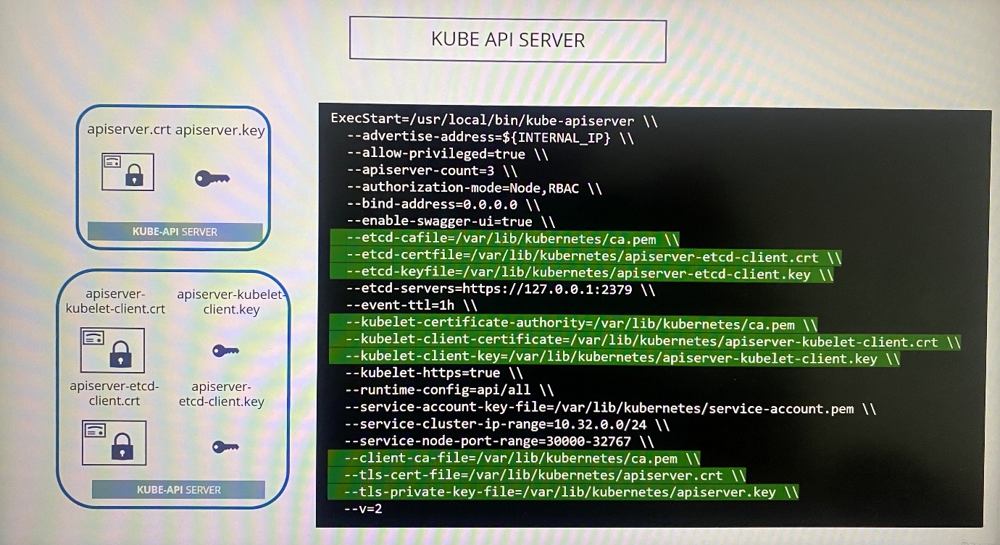 KUBE API SERVER
apiserver.crt apiserver.key
KUBE-API SERVER
apiserver-
kubelet-client.crt
apiserver-kubelet-
client.key
apiserver-etcd-
client.crt
apiserver-
etcd-client.key
KUBE-API SERVER
ExecStart=/usr/local/bin/kube-apiserver \\
--advertise-address=${INTERNAL_IP} \\
--allow-privileged=true \\
--apiserver-count=3 \\
--authorization-mode=Node,RBAC \\
--bind-address=0.0.0.0 \\
--enable-swagger-ui=true \\
--etcd-cafile=/var/lib/kubernetes/ca.pem \\
--etcd-certfile=/var/lib/kubernetes/apiserver-etcd-client.crt \\
--etcd-keyfile=/var/lib/kubernetes/apiserver-etcd-client.key \\
--etcd-servers=https://127.0.0.1:2379 \\
--event-ttl=1h \\
--kubelet-certificate-authority=/var/lib/kubernetes/ca.pem \\
--kubelet-client-certificate=/var/lib/kubernetes/apiserver-kubelet-client.crt \\
--kubelet-client-key=/var/lib/kubernetes/apiserver-kubelet-client.key \\
--kubelet-https=true \\
--runtime-config=api/all \\
--service-account-key-file=/var/lib/kubernetes/service-account.pem \\
--service-cluster-ip-range=10.32.0.0/24 \\
--service-node-port-range=30000-32767 \\
--client-ca-file=/var/lib/kubernetes/ca.pem \\
--tls-cert-file=/var/lib/kubernetes/apiserver.crt \\
--tls-private-key-file=/var/lib/kubernetes/apiserver.key \\
--v=2